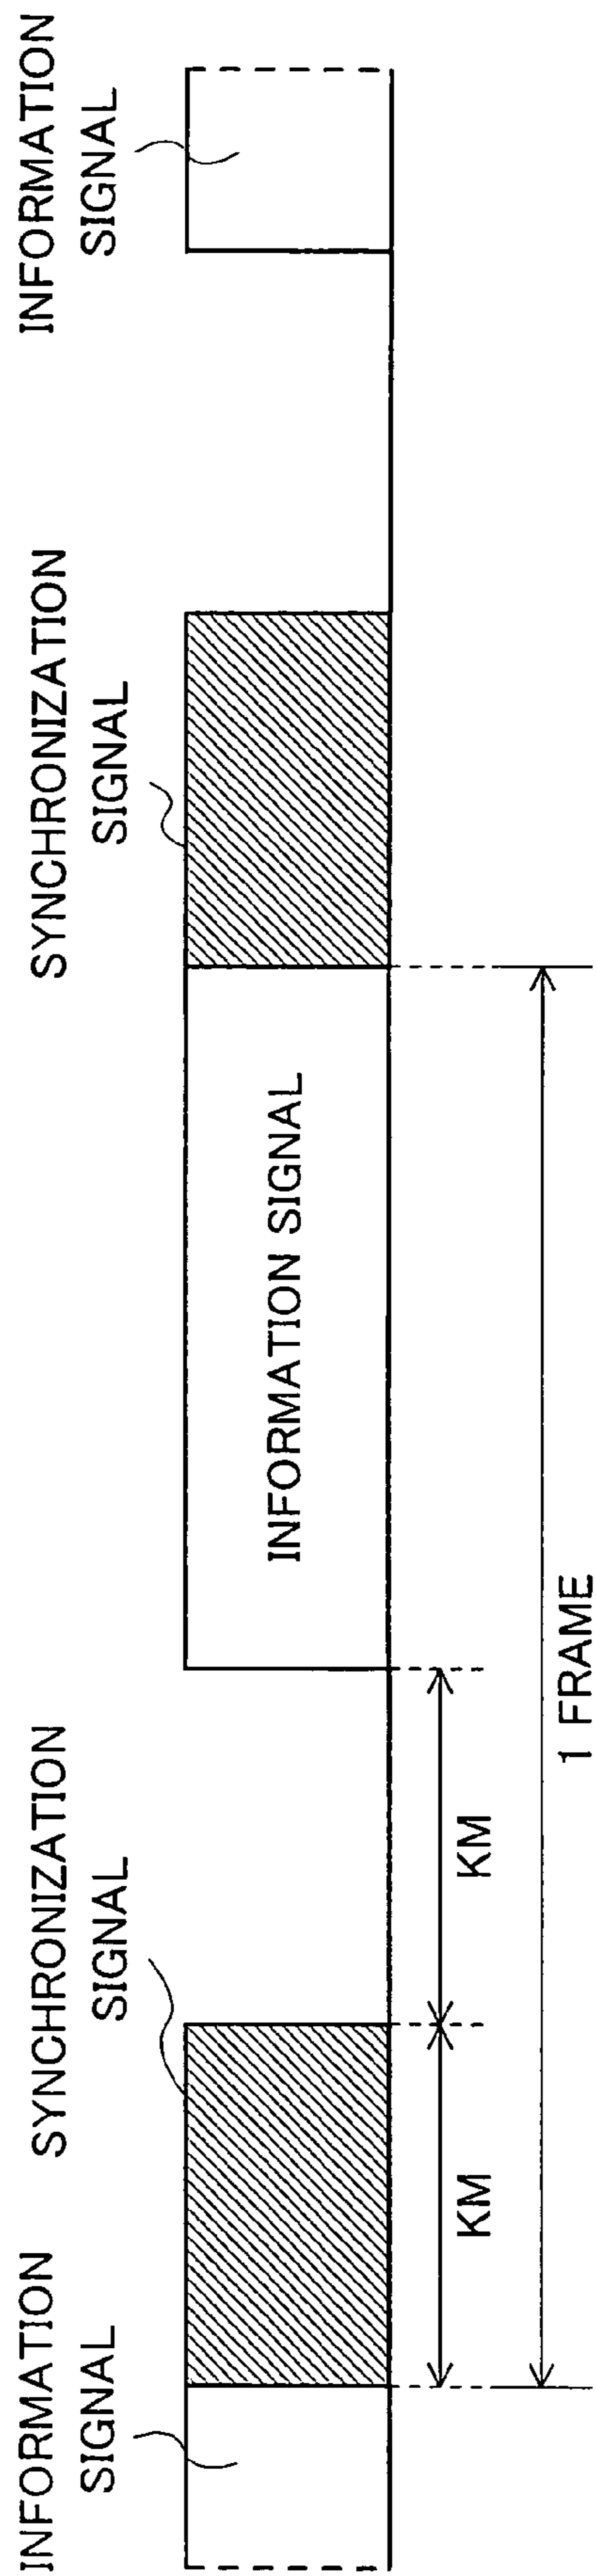 INFORMATION
SIGNAL
SYNCHRONIZATION
SIGNAL
INFORMATION SIGNAL
SYNCHRONIZATION
SIGNAL
INFORMATION
SIGNAL
KM
KM
1 FRAME